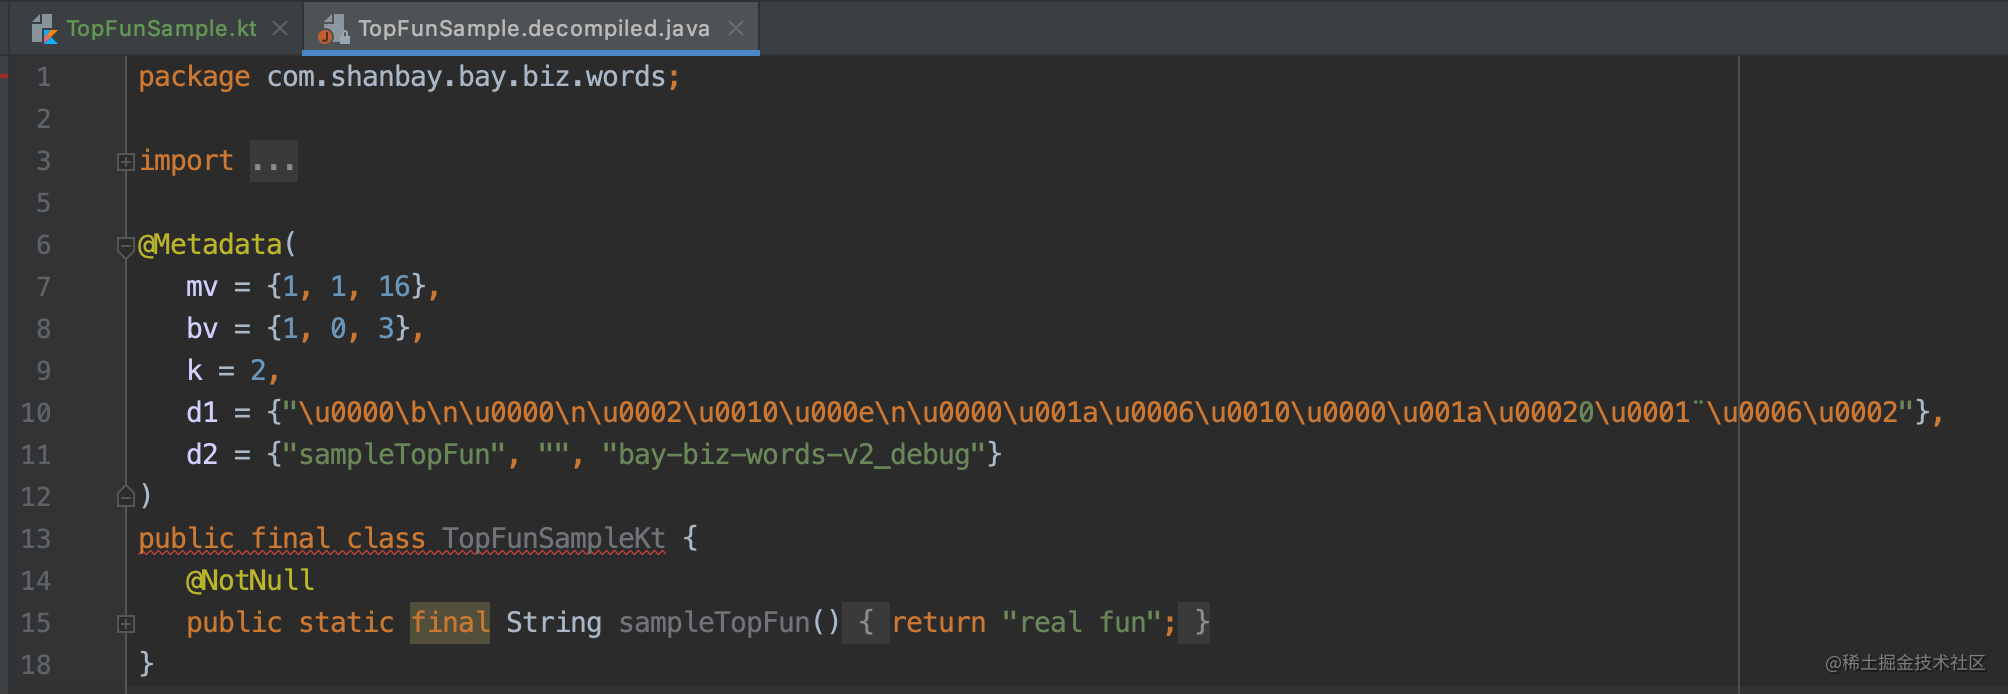 TopFunSample.kt TopFunSample.decompiled.java
1 package com.shanbay.bay.biz.words;
2
3 import ...
5
6 @Metadata(
7 mv = {1, 1, 16},
8 bv = {1, 0, 3},
9 k = 2,
10 d1 = {"\u0000\b\n\u0000\n\u0002\u0010\u000e\n\u0000\u001a\u0006\u0010\u0000\u001a\u00020\u0001¨\u0006\u0002"},
11 d2 = {"sampleTopFun", "", "bay-biz-words-v2_debug"}
12 )
13 public final class TopFunSampleKt {
14 @NotNull
15 public static final String sampleTopFun() { return "real fun"; }
18 }
@稀土掘金技术社区